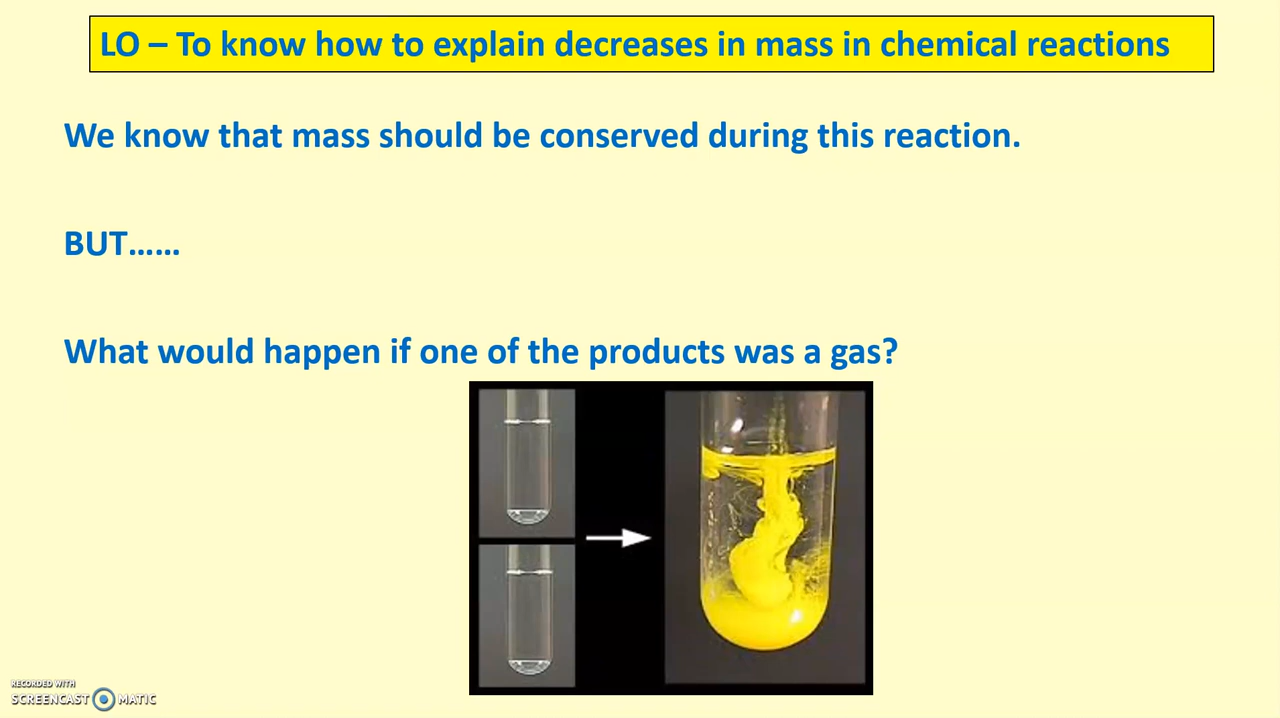 LO – To know how to explain decreases in mass in chemical reactions
We know that mass should be conserved during this reaction.
BUT……
What would happen if one of the products was a gas?
RECORDED WITH
SCREENCAST MATIC